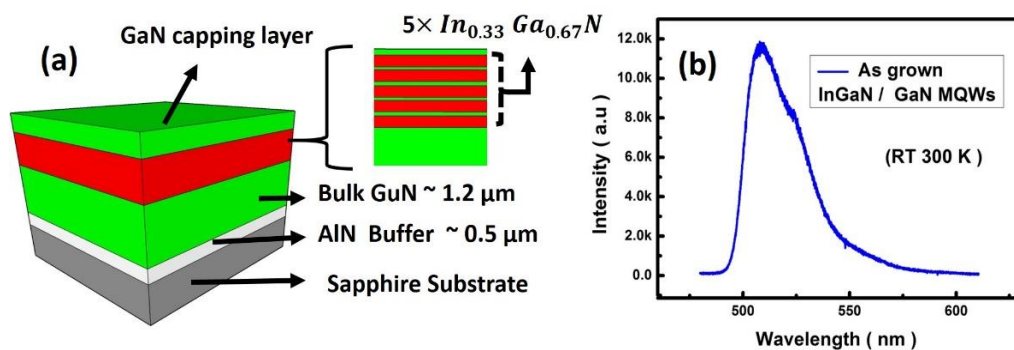 (a)
GaN capping layer
5× In0.33 Ga0.67N
Bulk GuN ~ 1.2 μm
AlN Buffer ~ 0.5 μm
Sapphire Substrate
(b)
As grown
InGaN / GaN MQWs
(RT 300 K )
Intensity ( a.u )
12.0k
10.0k
8.0k
6.0k
4.0k
2.0k
0.0
500
550
600
Wavelength ( nm )